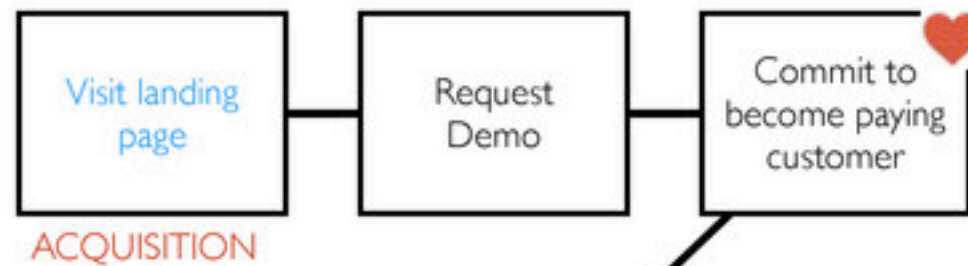 Visit landing
page
Request
Demo
Commit to
become paying
customer
ACQUISITION